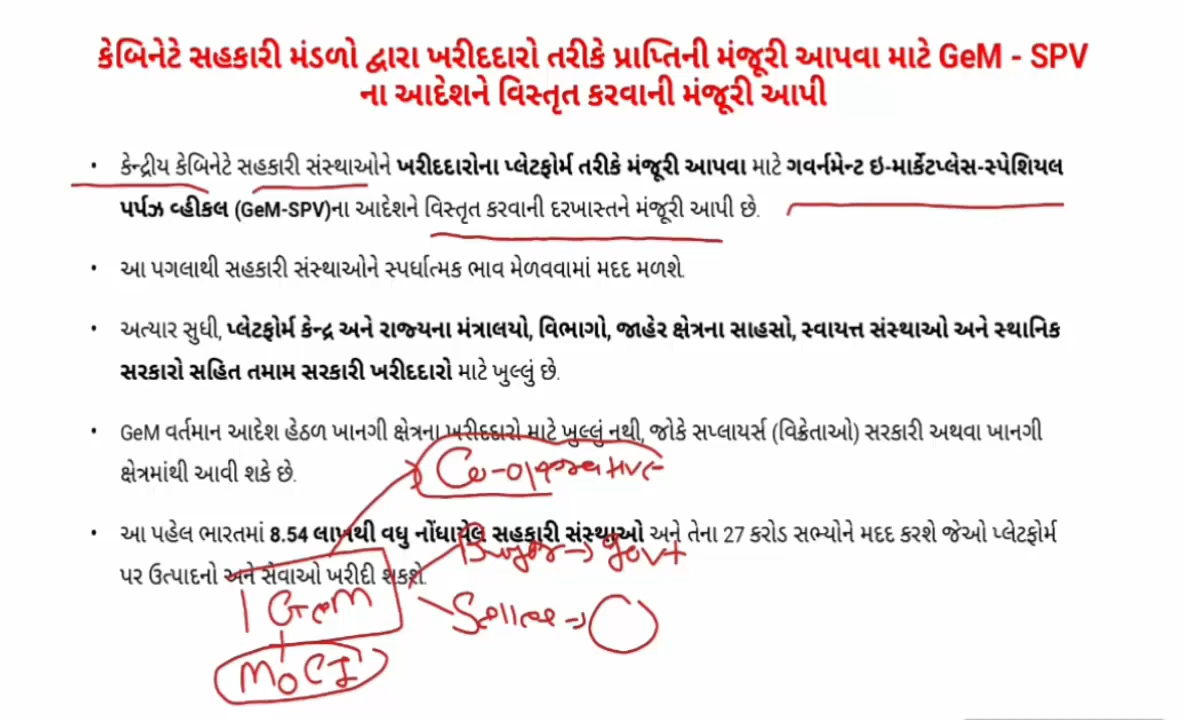 કેબિનેટે સહકારી મંડળો દ્વારા ખરીદદારો તરીકે પ્રાપ્તિની મંજૂરી આપવા માટે GeM - SPV
ના આદેશને વિસ્તૃત કરવાની મંજૂરી આપી
• કેન્દ્રીય કેબિનેટે સહકારી સંસ્થાઓને ખરીદદારોના પ્લેટફોર્મ તરીકે મંજૂરી આપવા માટે ગવર્નમેન્ટ ઇ-માર્કેટપ્લેસ-સ્પેશિયલ
પર્પઝ વ્હીકલ (GeM-SPV)ના આદેશને વિસ્તૃત કરવાની દરખાસ્તને મંજૂરી આપી છે.
• આ પગલાથી સહકારી સંસ્થાઓને સ્પર્ધાત્મક ભાવ મેળવવામાં મદદ મળશે.
• અત્યાર સુધી, પ્લેટફોર્મ કેન્દ્ર અને રાજ્યના મંત્રાલયો, વિભાગો, જાહેર ક્ષેત્રના સાહસો, સ્વાયત્ત સંસ્થાઓ અને સ્થાનિક
સરકારો સહિત તમામ સરકારી ખરીદદારો માટે ખુલ્લું છે.
• GeM વર્તમાન આદેશ હેઠળ ખાનગી ક્ષેત્રના ખરીદદારો માટે ખુલ્લું નથી, જોકે સપ્લાયર્સ (વિક્રેતાઓ) સરકારી અથવા ખાનગી
ક્ષેત્રમાંથી આવી શકે છે.
Co-operative
• આ પહેલ ભારતમાં 8.54 લાખથી વધુ નોંધાયેલ સહકારી સંસ્થાઓ અને તેના 27 કરોડ સભ્યોને મદદ કરશે જેઓ પ્લેટફોર્મ
Buyer → govt
પર ઉત્પાદનો અને સેવાઓ ખરીદી શકશે.
GeM
Seller →
MoCI